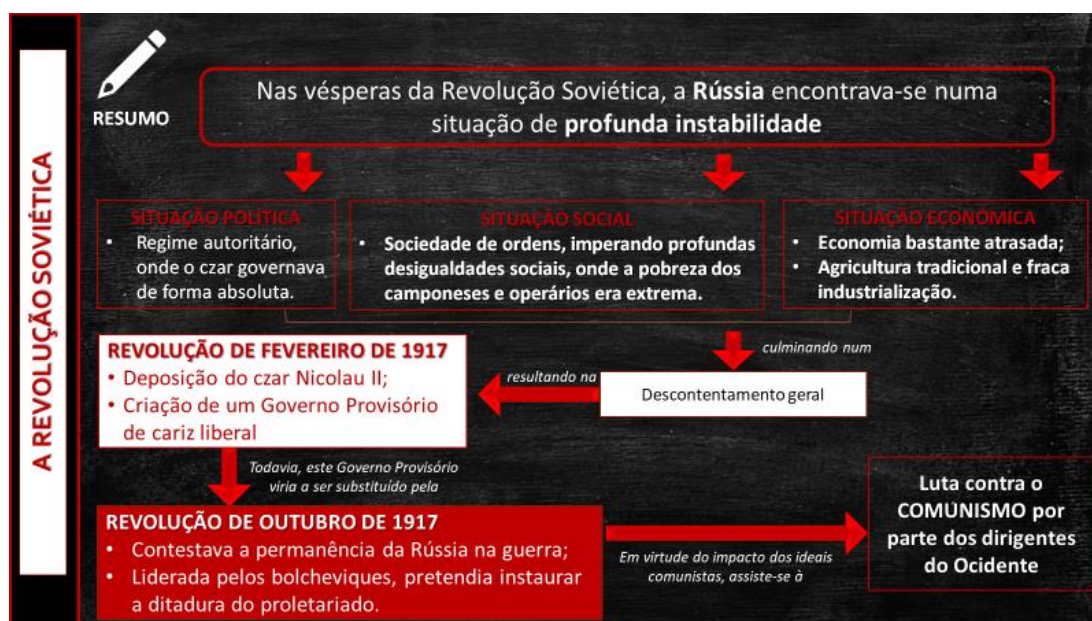 A REVOLUÇÃO SOVIÉTICA
RESUMO
Nas vésperas da Revolução Soviética, a Rússia encontrava-se numa
situação de profunda instabilidade
SITUAÇÃO POLÍTICA
• Regime autoritário,
onde o czar governava
de forma absoluta.
SITUAÇÃO SOCIAL
• Sociedade de ordens, imperando profundas
desigualdades sociais, onde a pobreza dos
camponeses e operários era extrema.
SITUAÇÃO ECONÓMICA
• Economia bastante atrasada;
• Agricultura tradicional e fraca
industrialização.
culminando num
Descontentamento geral
resultando na
REVOLUÇÃO DE FEVEREIRO DE 1917
• Deposição do czar Nicolau II;
• Criação de um Governo Provisório
de cariz liberal
Todavia, este Governo Provisório
viria a ser substituído pela
REVOLUÇÃO DE OUTUBRO DE 1917
• Contestava a permanência da Rússia na guerra;
• Liderada pelos bolcheviques, pretendia instaurar
a ditadura do proletariado.
Em virtude do impacto dos ideais
comunistas, assiste-se à
Luta contra o
COMUNISMO por
parte dos dirigentes
do Ocidente